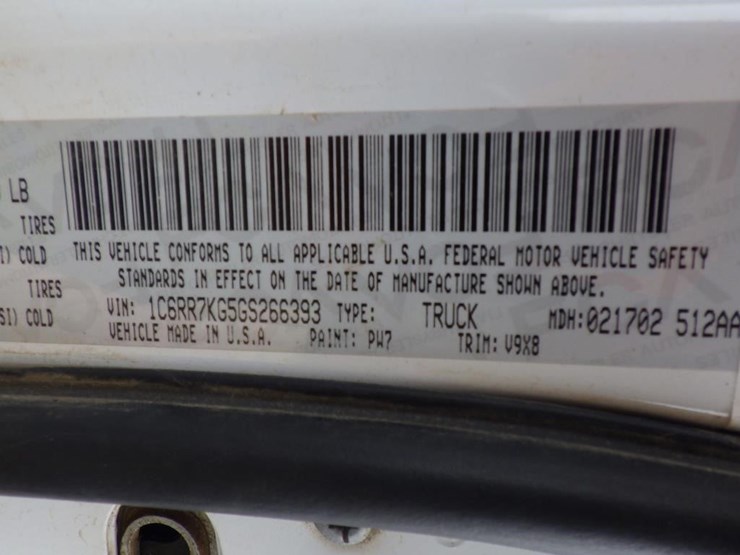 LB
TIRES
COLD THIS VEHICLE CONFORMS TO ALL APPLICABLE U.S.A. FEDERAL MOTOR VEHICLE SAFETY
TIRES STANDARDS IN EFFECT ON THE DATE OF MANUFACTURE SHOWN ABOVE.
SI) COLD VIN: 1C6RR7KG5GS266393 TYPE: TRUCK MDH:021702 512AA
VEHICLE MADE IN U.S.A. PAINT: PW7 TRIM: V9X8